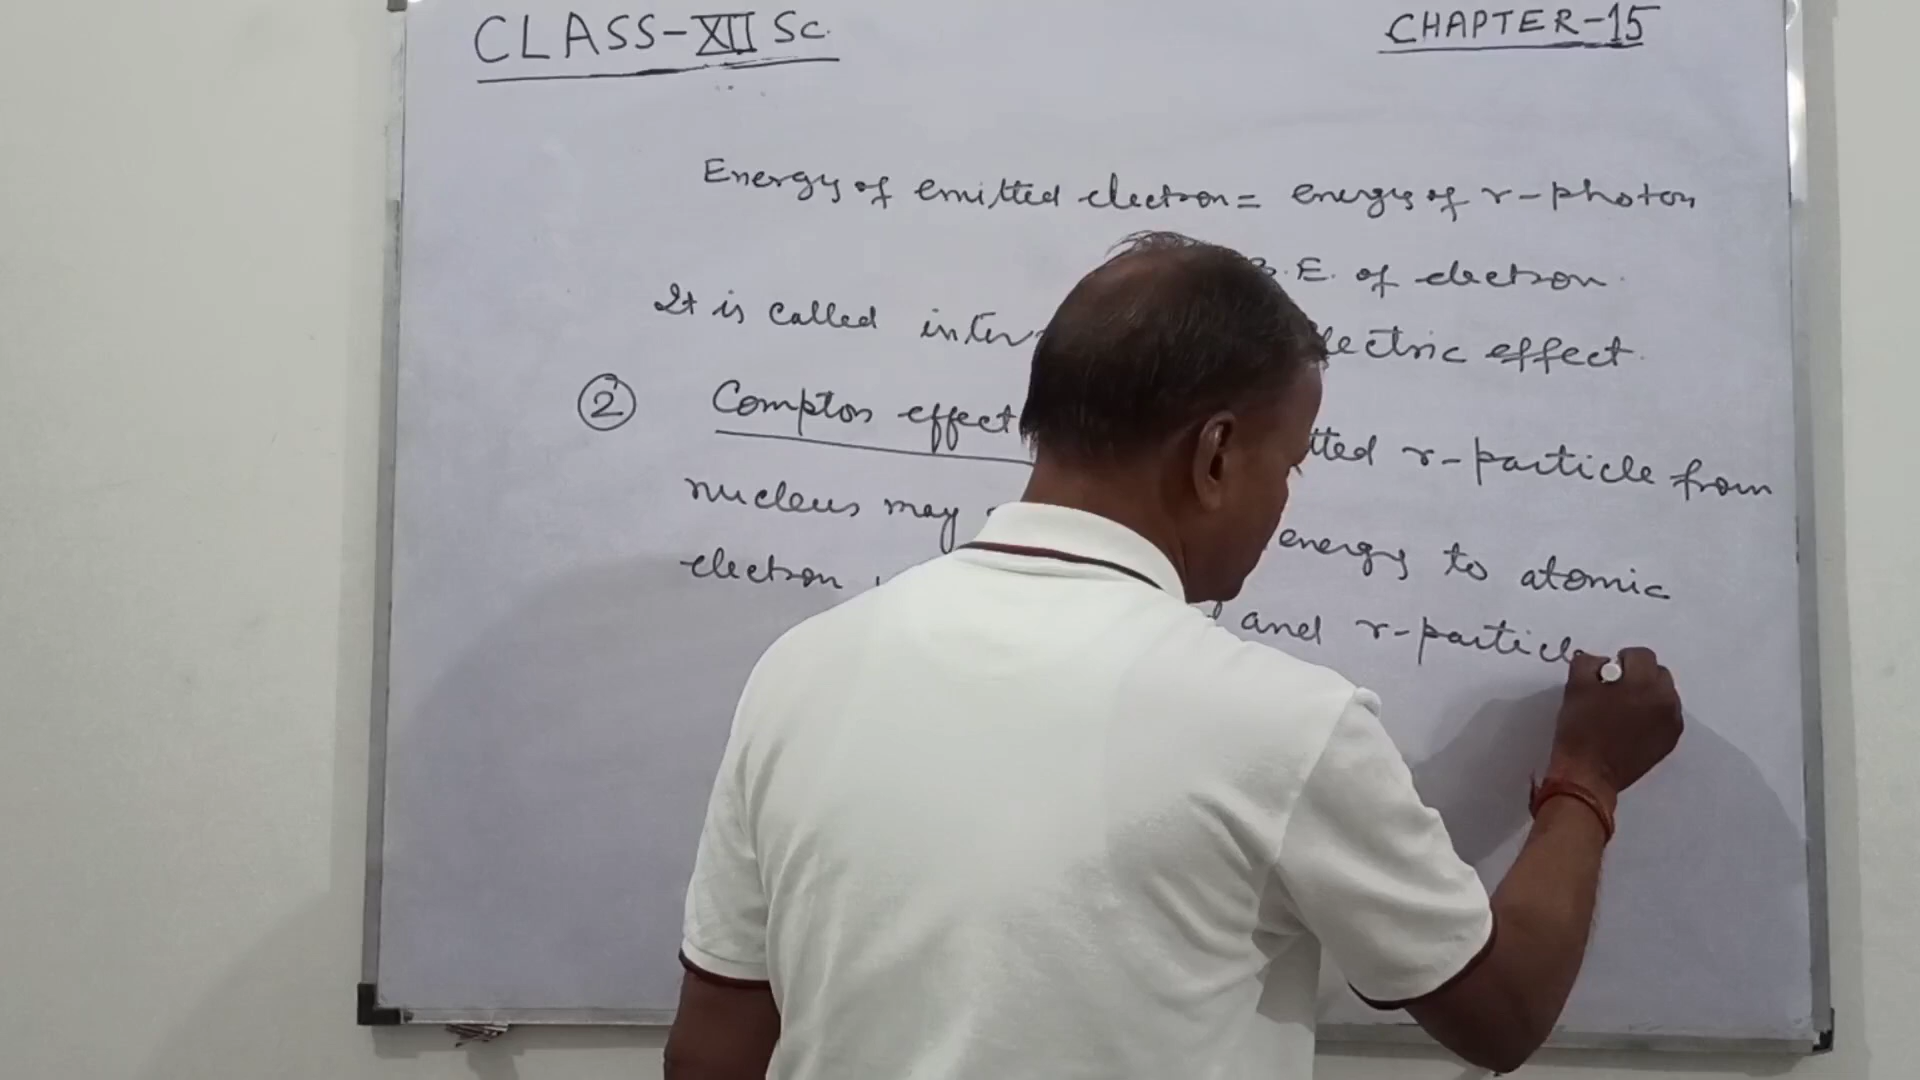 CLASS-XII Sc.
CHAPTER-15
Energy of emitted electron = energy of r-photon
B.E. of electron.
It is called effect.
② Compton effect r-particle from
nucleus may energy to atomic
electron and r-particle